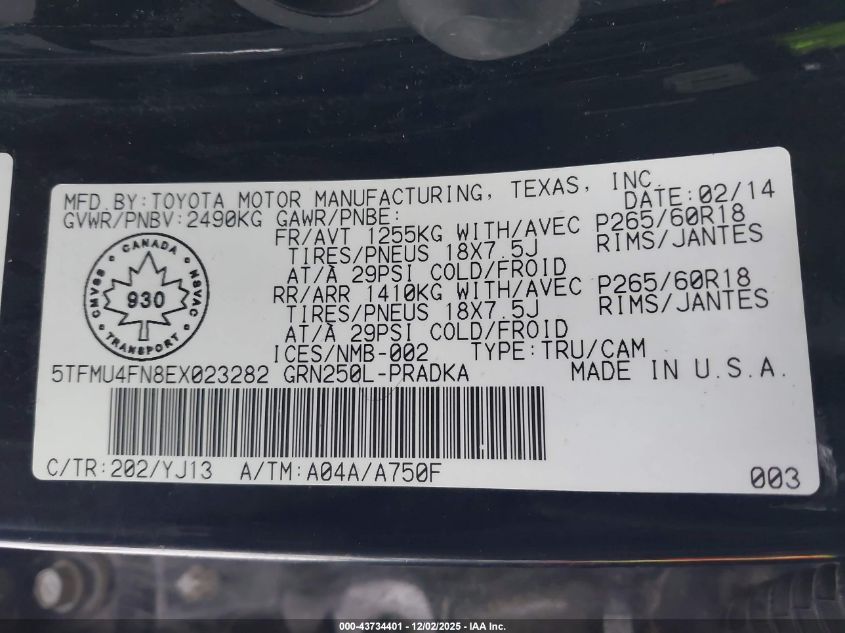 MFD.BY:TOYOTA MOTOR MANUFACTURING, TEXAS, INC.
DATE:02/14
GVWR/PNBV:2490KG GAWR/PNBE:
FR/AVT 1255KG WITH/AVEC P265/60R18
TIRES/PNEUS 18X7.5J RIMS/JANTES
AT/À 29PSI COLD/FROID
RR/ARR 1410KG WITH/AVEC P265/60R18
TIRES/PNEUS 18X7.5J RIMS/JANTES
AT/À 29PSI COLD/FROID
ICES/NMB-002 TYPE:TRU/CAM
CANADA
CMVSS
NSVAC
930
TRANSPORT
5TFMU4FN8EX023282 GRN250L-PRADKA MADE IN U.S.A.
C/TR:202/YJ13 A/TM:A04A/A750F
003
000-43734401 - 12/02/2025 - IAA Inc.